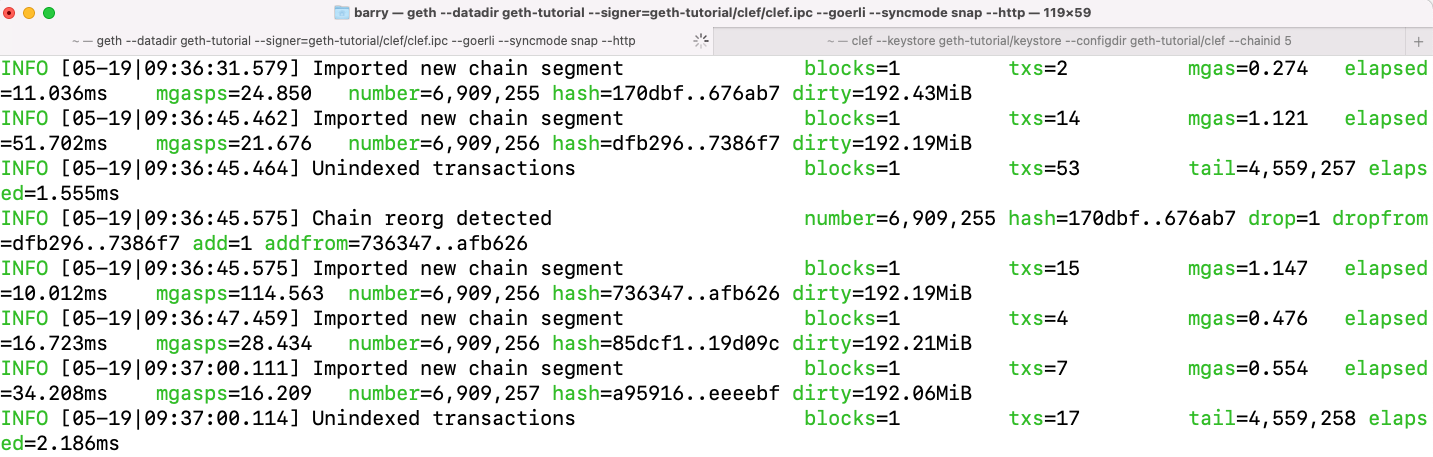 barry — geth --datadir geth-tutorial --signer=geth-tutorial/clef/clef.ipc --goerli --syncmode snap --http — 119×59
~ — geth --datadir geth-tutorial --signer=geth-tutorial/clef/clef.ipc --goerli --syncmode snap --http
~ — clef --keystore geth-tutorial/keystore --configdir geth-tutorial/clef --chainid 5
+
INFO [05-19|09:36:31.579] Imported new chain segment blocks=1 txs=2 mgas=0.274 elapsed
=11.036ms mgasps=24.850 number=6,909,255 hash=170dbf..676ab7 dirty=192.43MiB
INFO [05-19|09:36:45.462] Imported new chain segment blocks=1 txs=14 mgas=1.121 elapsed
=51.702ms mgasps=21.676 number=6,909,256 hash=dfb296..7386f7 dirty=192.19MiB
INFO [05-19|09:36:45.464] Unindexed transactions blocks=1 txs=53 tail=4,559,257 elaps
ed=1.555ms
INFO [05-19|09:36:45.575] Chain reorg detected number=6,909,255 hash=170dbf..676ab7 drop=1 dropfrom
=dfb296..7386f7 add=1 addfrom=736347..afb626
INFO [05-19|09:36:45.575] Imported new chain segment blocks=1 txs=15 mgas=1.147 elapsed
=10.012ms mgasps=114.563 number=6,909,256 hash=736347..afb626 dirty=192.19MiB
INFO [05-19|09:36:47.459] Imported new chain segment blocks=1 txs=4 mgas=0.476 elapsed
=16.723ms mgasps=28.434 number=6,909,256 hash=85dcf1..19d09c dirty=192.21MiB
INFO [05-19|09:37:00.111] Imported new chain segment blocks=1 txs=7 mgas=0.554 elapsed
=34.208ms mgasps=16.209 number=6,909,257 hash=a95916..eeeebf dirty=192.06MiB
INFO [05-19|09:37:00.114] Unindexed transactions blocks=1 txs=17 tail=4,559,258 elaps
ed=2.186ms